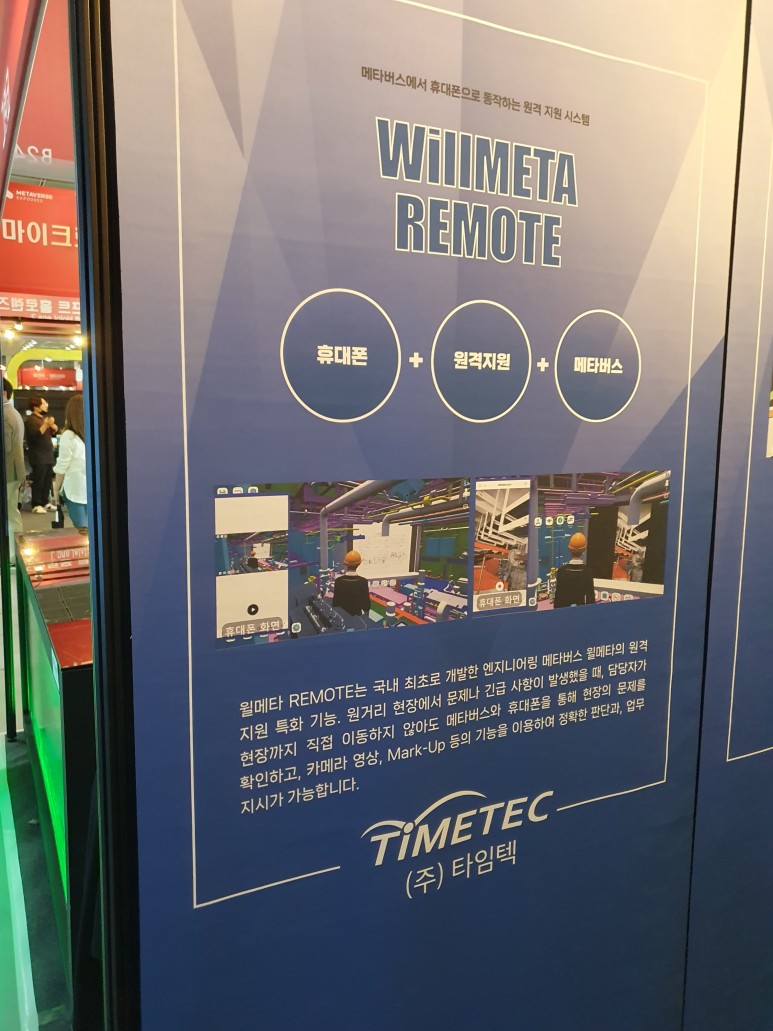 메타버스에서 휴대폰으로 동작하는 원격 지원 시스템
WillMETA
REMOTE
휴대폰 + 원격지원 + 메타버스
휴대폰 화면
휴대폰 화면
윌메타 REMOTE는 국내 최초로 개발한 엔지니어링 메타버스 윌메타의 원격
지원 특화 기능. 원거리 현장에서 문제나 긴급 사항이 발생했을 때, 담당자가
현장까지 직접 이동하지 않아도 메타버스와 휴대폰을 통해 현장의 문제를
확인하고, 카메라 영상, Mark-Up 등의 기능을 이용하여 정확한 판단과, 업무
지시가 가능합니다.
TiMETEC
(주) 타임텍
B24
METAVERSE